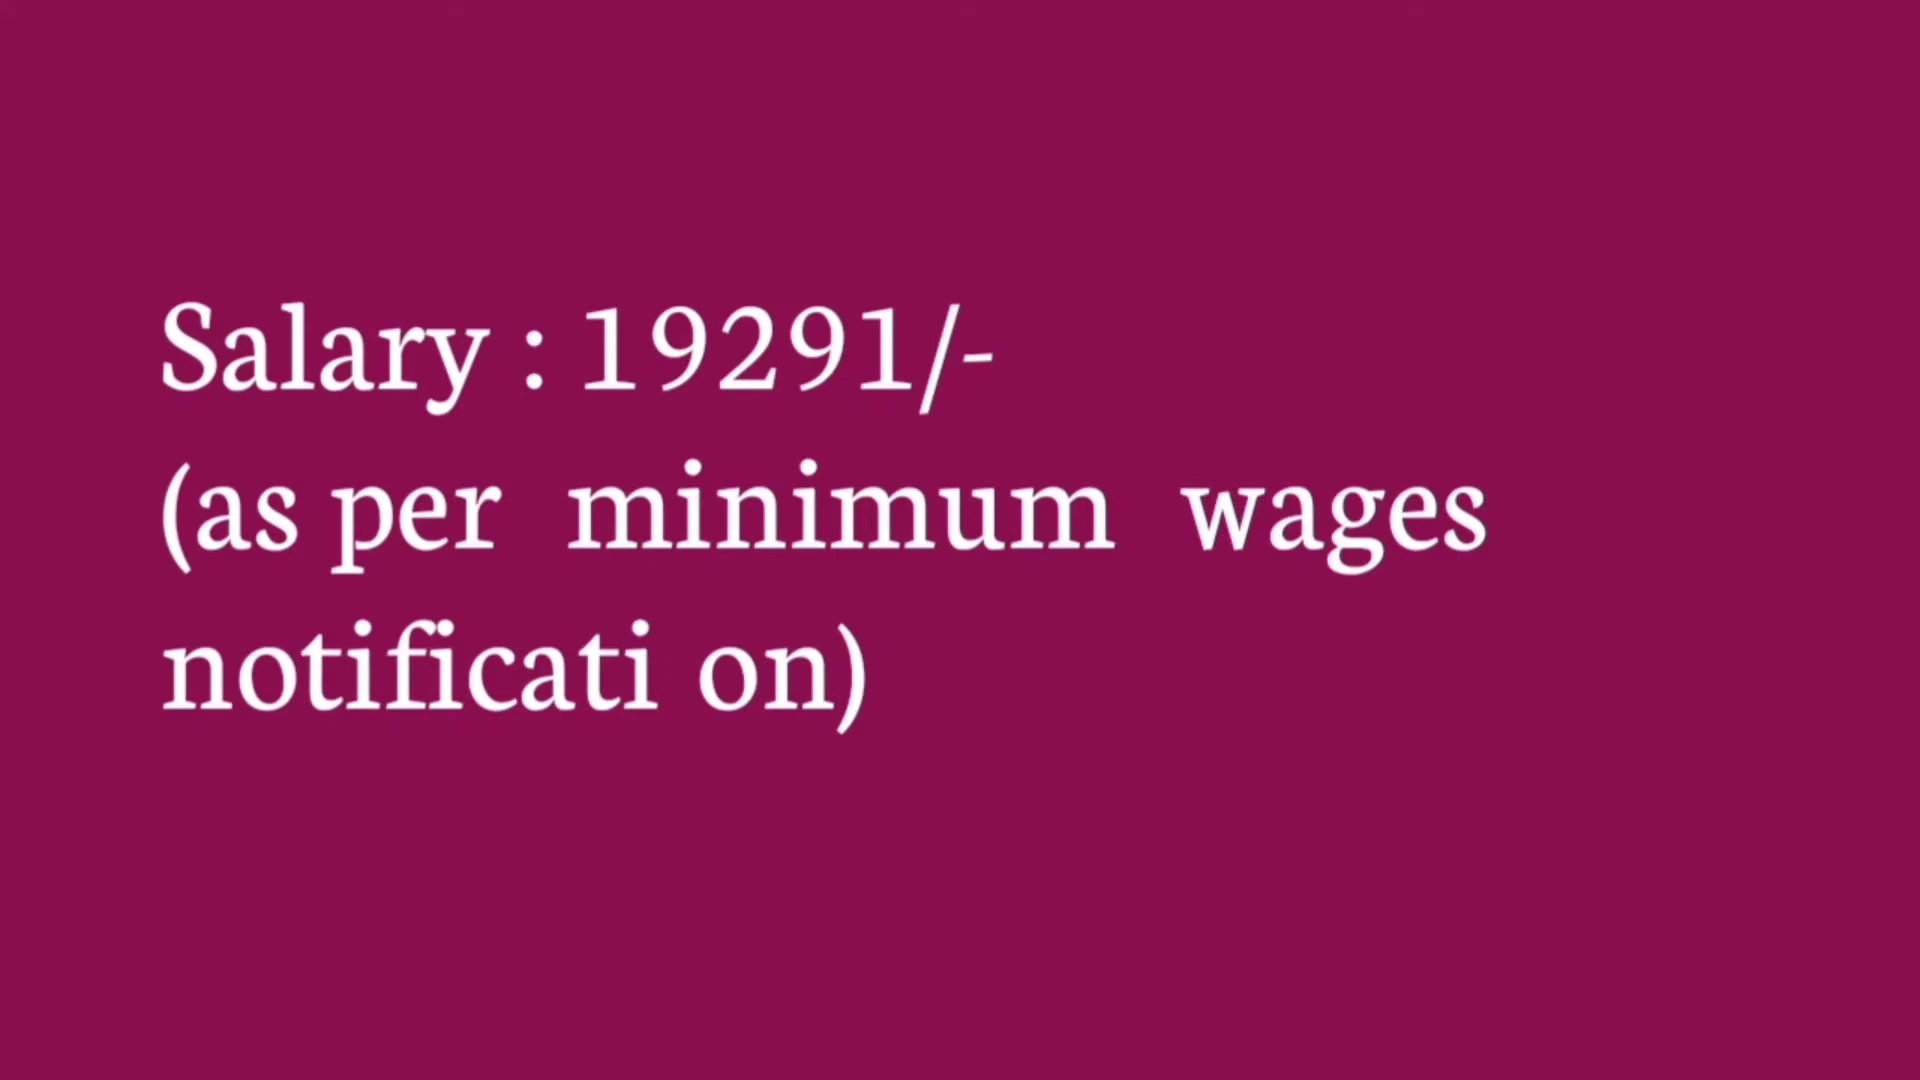 Salary : 19291/-
(as per minimum wages
notificati on)